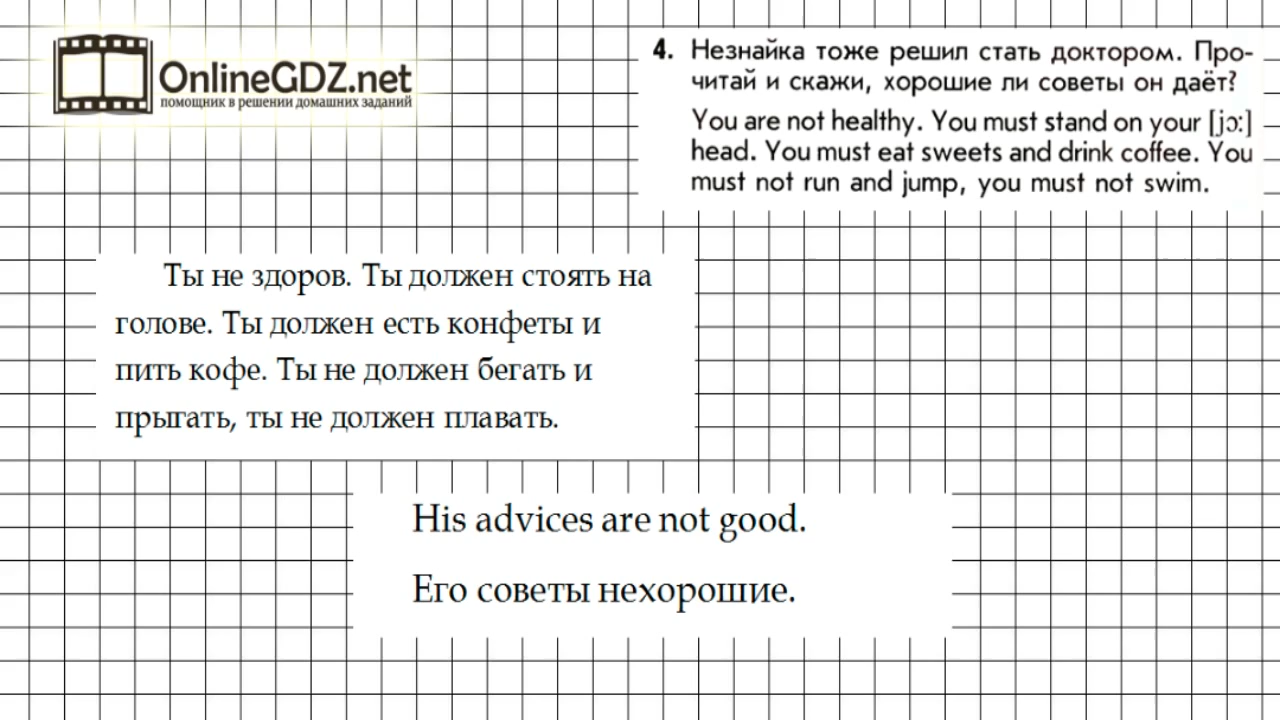 OnlineGDZ.net
помощник в решении домашних заданий
4. Незнайка тоже решил стать доктором. Про-
читай и скажи, хорошие ли советы он даёт?
You are not healthy. You must stand on your [jɔ:]
head. You must eat sweets and drink coffee. You
must not run and jump, you must not swim.
Ты не здоров. Ты должен стоять на
голове. Ты должен есть конфеты и
пить кофе. Ты не должен бегать и
прыгать, ты не должен плавать.
His advices are not good.
Его советы нехорошие.